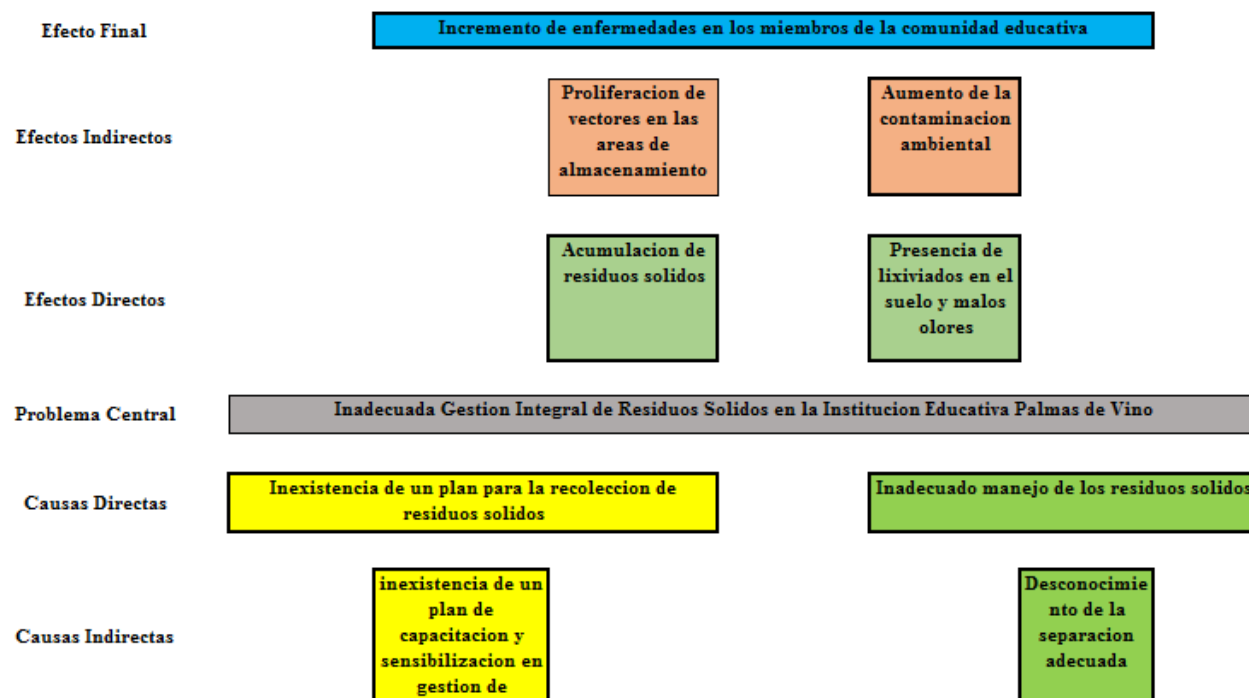 Efecto Final
Incremento de enfermedades en los miembros de la comunidad educativa
Efectos Indirectos
Proliferacion de
vectores en las
areas de
almacenamiento
Aumento de la
contaminacion
ambiental
Efectos Directos
Acumulacion de
residuos solidos
Presencia de
lixiviados en el
suelo y malos
olores
Problema Central
Inadecuada Gestion Integral de Residuos Solidos en la Institucion Educativa Palmas de Vino
Causas Directas
Inexistencia de un plan para la recoleccion de
residuos solidos
Inadecuado manejo de los residuos solidos
Causas Indirectas
inexistencia de un
plan de
capacitacion y
sensibilizacion en
gestion de
Desconocimie
nto de la
separacion
adecuada